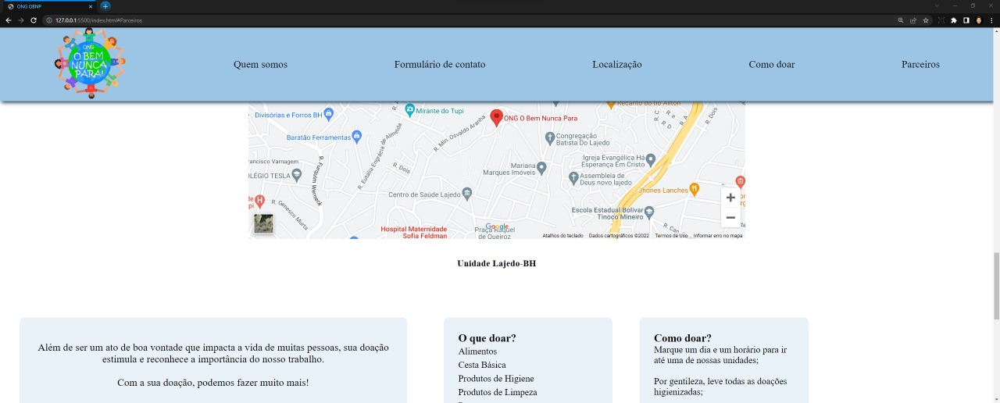 ONG OBNP
127.0.0.1:5500/index.html#Parceiros
ONG
O BEM
NUNCA
PARA!
Quem somos
Formulário de contato
Localização
Como doar
Parceiros
Recanto do tio Ailton
Divisórias e Forros BH
Mirante do Tupi
ONG O Bem Nunca Para
R. Min. Osvaldo Aranha
R. Eutália Engrácia de Almeida
Baratão Ferramentas
Congregação
Batista Do Lajedo
R. Dois
R. Dois
R. Furquim Werneck
Francisco Varnagem
OLÉGIO TESLA
Mariana
Marques Imóveis
Igreja Evangélica Há
Esperança Em Cristo
Assembleia de
Deus novo lajedo
Centro de Saúde Lajedo
Jhones Lanches
R. Genesco Murta
Escola Estadual Bolivar
Tinoco Mineiro
Hospital Maternidade
Sofia Feldman
Praça Raquel
de Queiroz
Google
Atalhos do teclado
Dados cartográficos ©2022
Termos de Uso
Informar erro no mapa
Unidade Lajedo-BH
Além de ser um ato de boa vontade que impacta a vida de muitas pessoas, sua doação
estimula e reconhece a importância do nosso trabalho.
Com a sua doação, podemos fazer muito mais!
O que doar?
Alimentos
Cesta Básica
Produtos de Higiene
Produtos de Limpeza
Como doar?
Marque um dia e um horário para ir
até uma de nossas unidades;
Por gentileza, leve todas as doações
higienizadas;